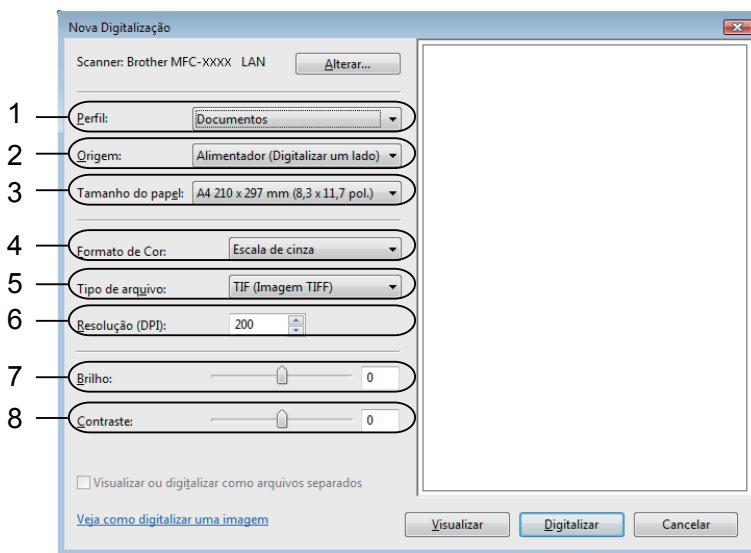 Nova Digitalização
Scanner: Brother MFC-XXXX LAN Alterar...
1 Perfil: Documentos
2 Origem: Alimentador (Digitalizar um lado)
3 Tamanho do papel: A4 210 x 297 mm (8,3 x 11,7 pol.)
4 Formato de Cor: Escala de cinza
5 Tipo de arquivo: TIF (Imagem TIFF)
6 Resolução (DPI): 200
7 Brilho: 0
8 Contraste: 0
Visualizar ou digitalizar como arquivos separados
Veja como digitalizar uma imagem Visualizar Digitalizar Cancelar